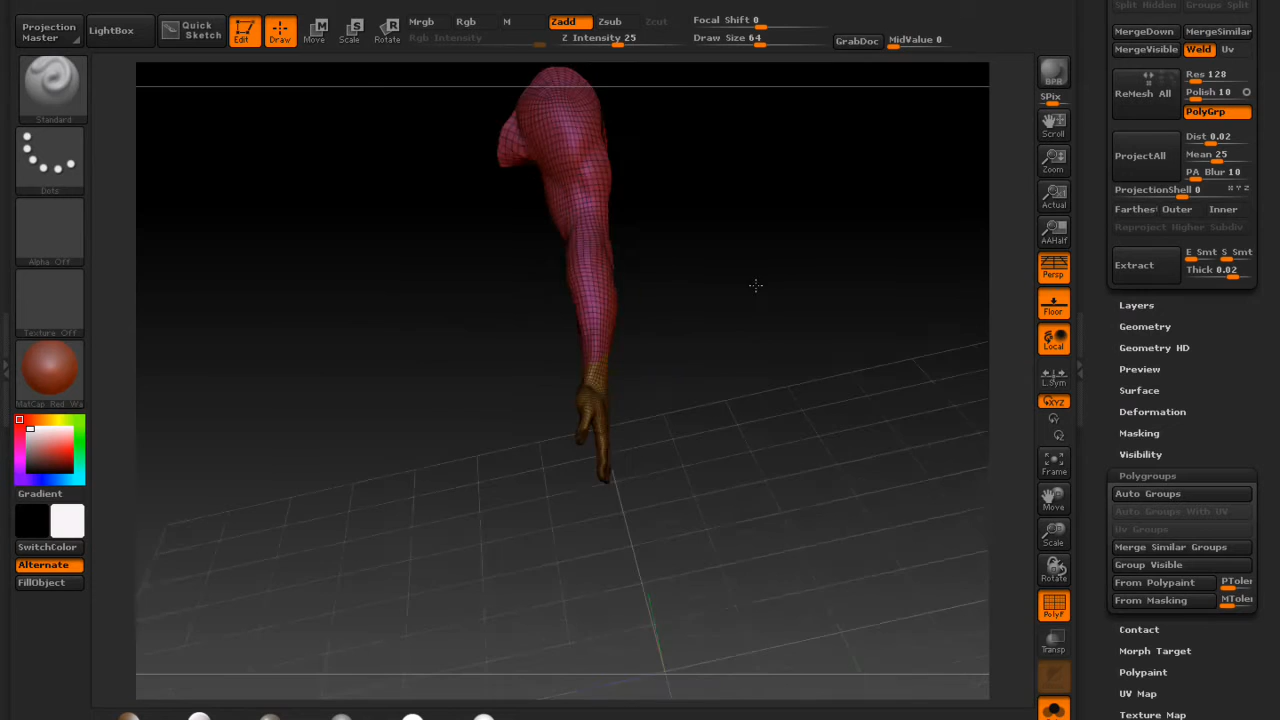 Projection
Master
LightBox
Quick
Sketch
Edit
Draw
Move
Scale
Rotate
Mrgb
Rgb
M
Rgb Intensity
Zadd
Zsub
Zcut
Z Intensity 25
Focal Shift 0
Draw Size 64
GrabDoc
MidValue 0
Standard
Dots
Alpha Off
Texture Off
MatCap Red Wa
Gradient
SwitchColor
Alternate
FillObject
BPR
SPix
Scroll
Zoom
Actual
AAHalf
Persp
Floor
Local
L.Sym
XYZ
Frame
Move
Scale
Rotate
PolyF
Transp
Split Hidden
Groups Split
MergeDown
MergeSimilar
MergeVisible
Weld
Uv
ReMesh All
Res 128
Polish 10
PolyGrp
ProjectAll
Dist 0.02
Mean 25
PA Blur 10
ProjectionShell 0
X Y Z
Farthest
Outer
Inner
Reproject Higher Subdiv
Extract
E Smt
S Smt
Thick 0.02
Layers
Geometry
Geometry HD
Preview
Surface
Deformation
Masking
Visibility
Polygroups
Auto Groups
Auto Groups With UV
Uv Groups
Merge Similar Groups
Group Visible
From Polypaint
PToler
From Masking
MToler
Contact
Morph Target
Polypaint
UV Map
Texture Map